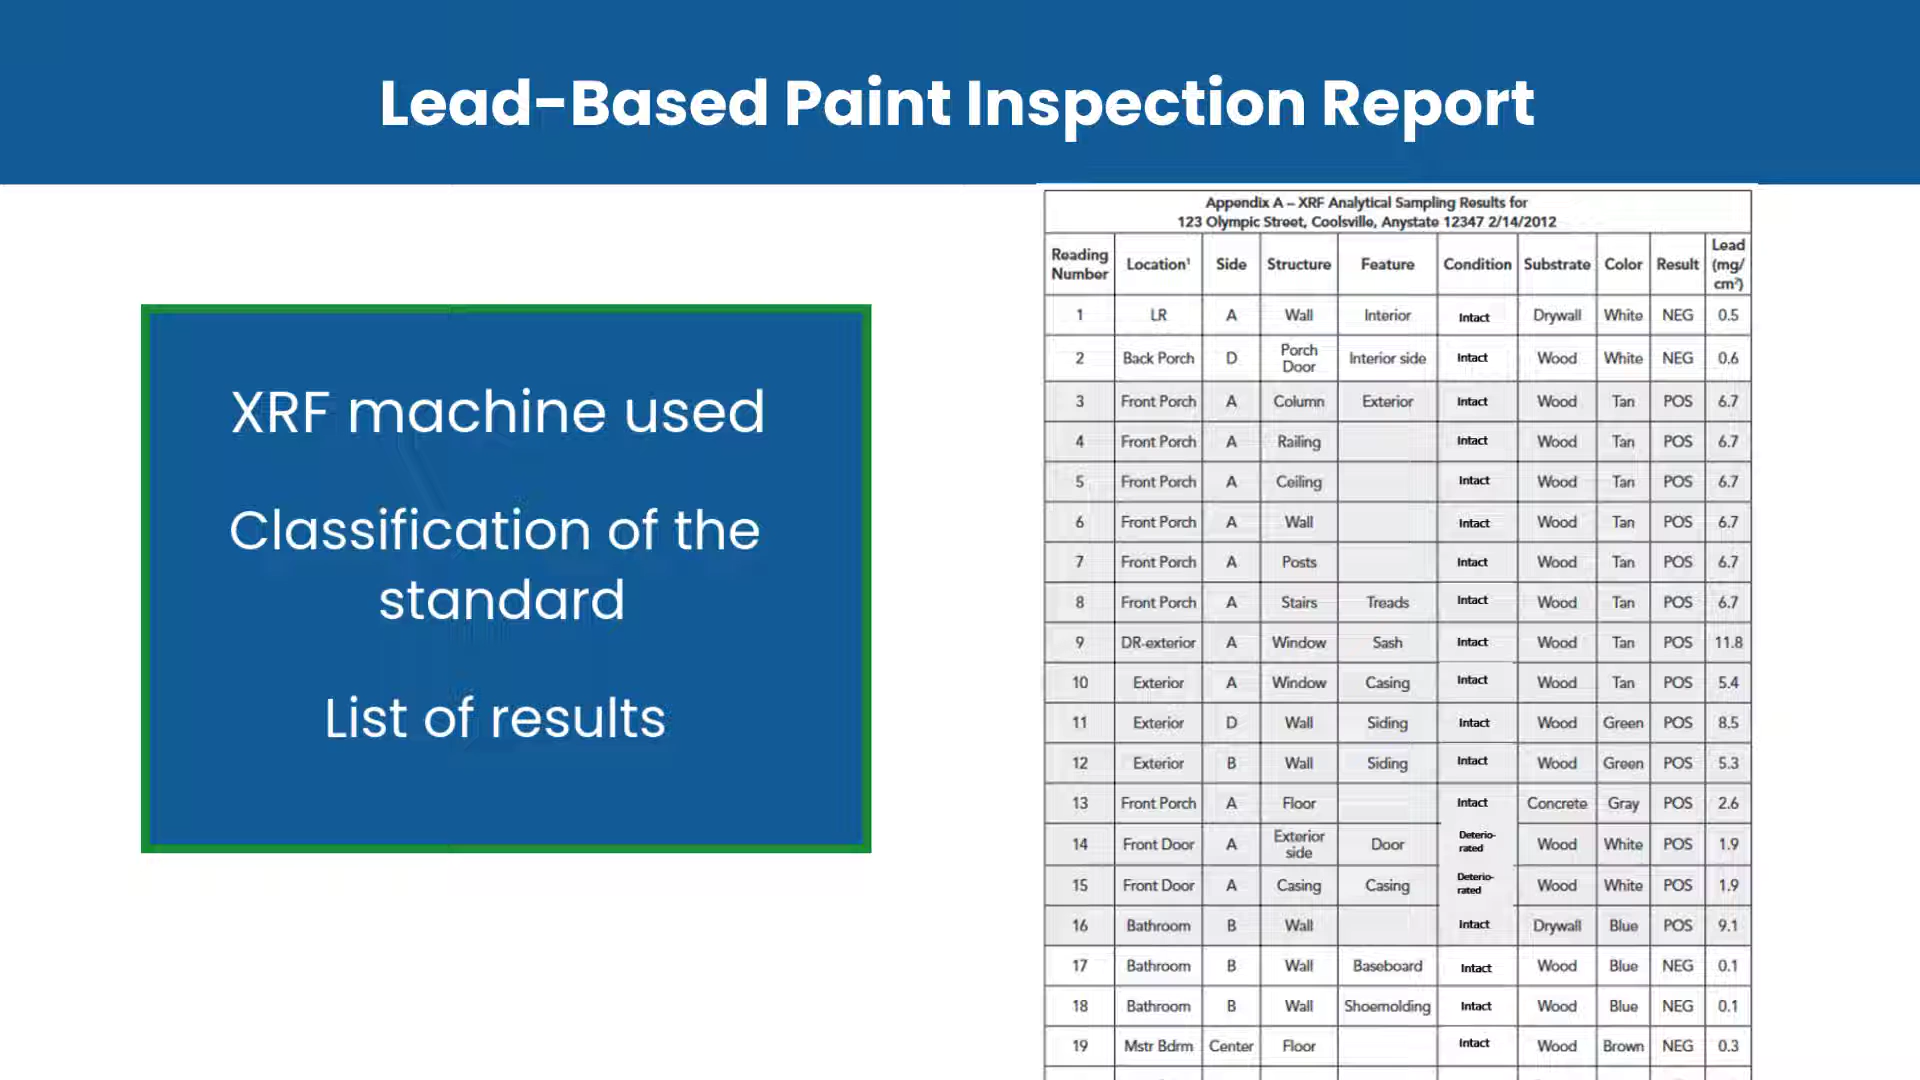 Lead-Based Paint Inspection Report
XRF machine used
Classification of the
standard
List of results
Appendix A – XRF Analytical Sampling Results for
123 Olympic Street, Coolsville, Anystate 12347 2/14/2012
Reading Number Location¹ Side Structure Feature Condition Substrate Color Result Lead (mg/cm²)
1 LR A Wall Interior Intact Drywall White NEG 0.5
2 Back Porch D Porch Door Interior side Intact Wood White NEG 0.6
3 Front Porch A Column Exterior Intact Wood Tan POS 6.7
4 Front Porch A Railing Intact Wood Tan POS 6.7
5 Front Porch A Ceiling Intact Wood Tan POS 6.7
6 Front Porch A Wall Intact Wood Tan POS 6.7
7 Front Porch A Posts Intact Wood Tan POS 6.7
8 Front Porch A Stairs Treads Intact Wood Tan POS 6.7
9 DR-exterior A Window Sash Intact Wood Tan POS 11.8
10 Exterior A Window Casing Intact Wood Tan POS 5.4
11 Exterior D Wall Siding Intact Wood Green POS 8.5
12 Exterior B Wall Siding Intact Wood Green POS 5.3
13 Front Porch A Floor Intact Concrete Gray POS 2.6
14 Front Door A Exterior side Door Deterio-rated Wood White POS 1.9
15 Front Door A Casing Casing Deterio-rated Wood White POS 1.9
16 Bathroom B Wall Intact Drywall Blue POS 9.1
17 Bathroom B Wall Baseboard Intact Wood Blue NEG 0.1
18 Bathroom B Wall Shoemolding Intact Wood Blue NEG 0.1
19 Mstr Bdrm Center Floor Intact Wood Brown NEG 0.3